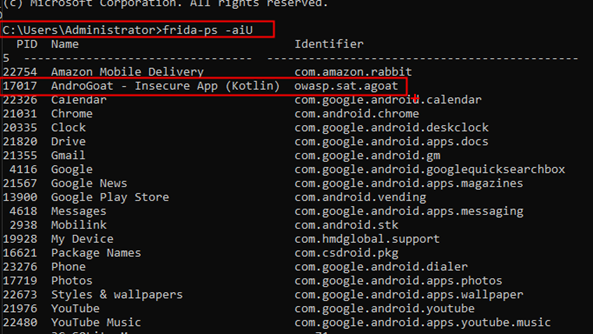 (c) Microsoft Corporation. All rights reserved.
C:\Users\Administrator>frida-ps -aiU
PID Name Identifier
5 ---------------------------- ---------------------------------------
22754 Amazon Mobile Delivery com.amazon.rabbit
17017 AndroGoat - Insecure App (Kotlin) owasp.sat.agoat
22326 Calendar com.google.android.calendar
21031 Chrome com.android.chrome
20335 Clock com.google.android.deskclock
21820 Drive com.google.android.apps.docs
21355 Gmail com.google.android.gm
4116 Google com.google.android.googlequicksearchbox
21567 Google News com.google.android.apps.magazines
13900 Google Play Store com.android.vending
4618 Messages com.google.android.apps.messaging
2938 Mobilink com.android.stk
19928 My Device com.hmdglobal.support
16621 Package Names com.csdroid.pkg
23276 Phone com.google.android.dialer
17719 Photos com.google.android.apps.photos
22673 Styles & wallpapers com.google.android.apps.wallpaper
21976 YouTube com.google.android.youtube
22480 YouTube Music com.google.android.apps.youtube.music